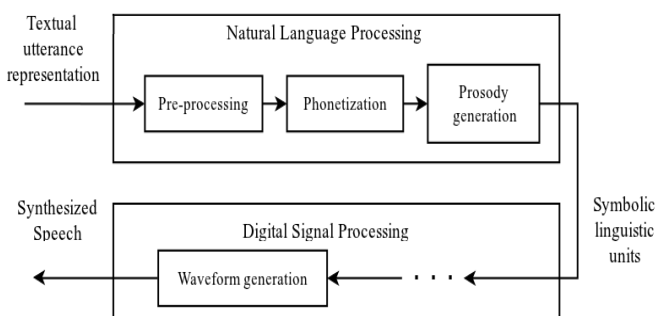 Textual
utterance
representation
Natural Language Processing
Pre-processing
Phonetization
Prosody
generation
Symbolic
linguistic
units
Digital Signal Processing
. . .
Waveform generation
Synthesized
Speech